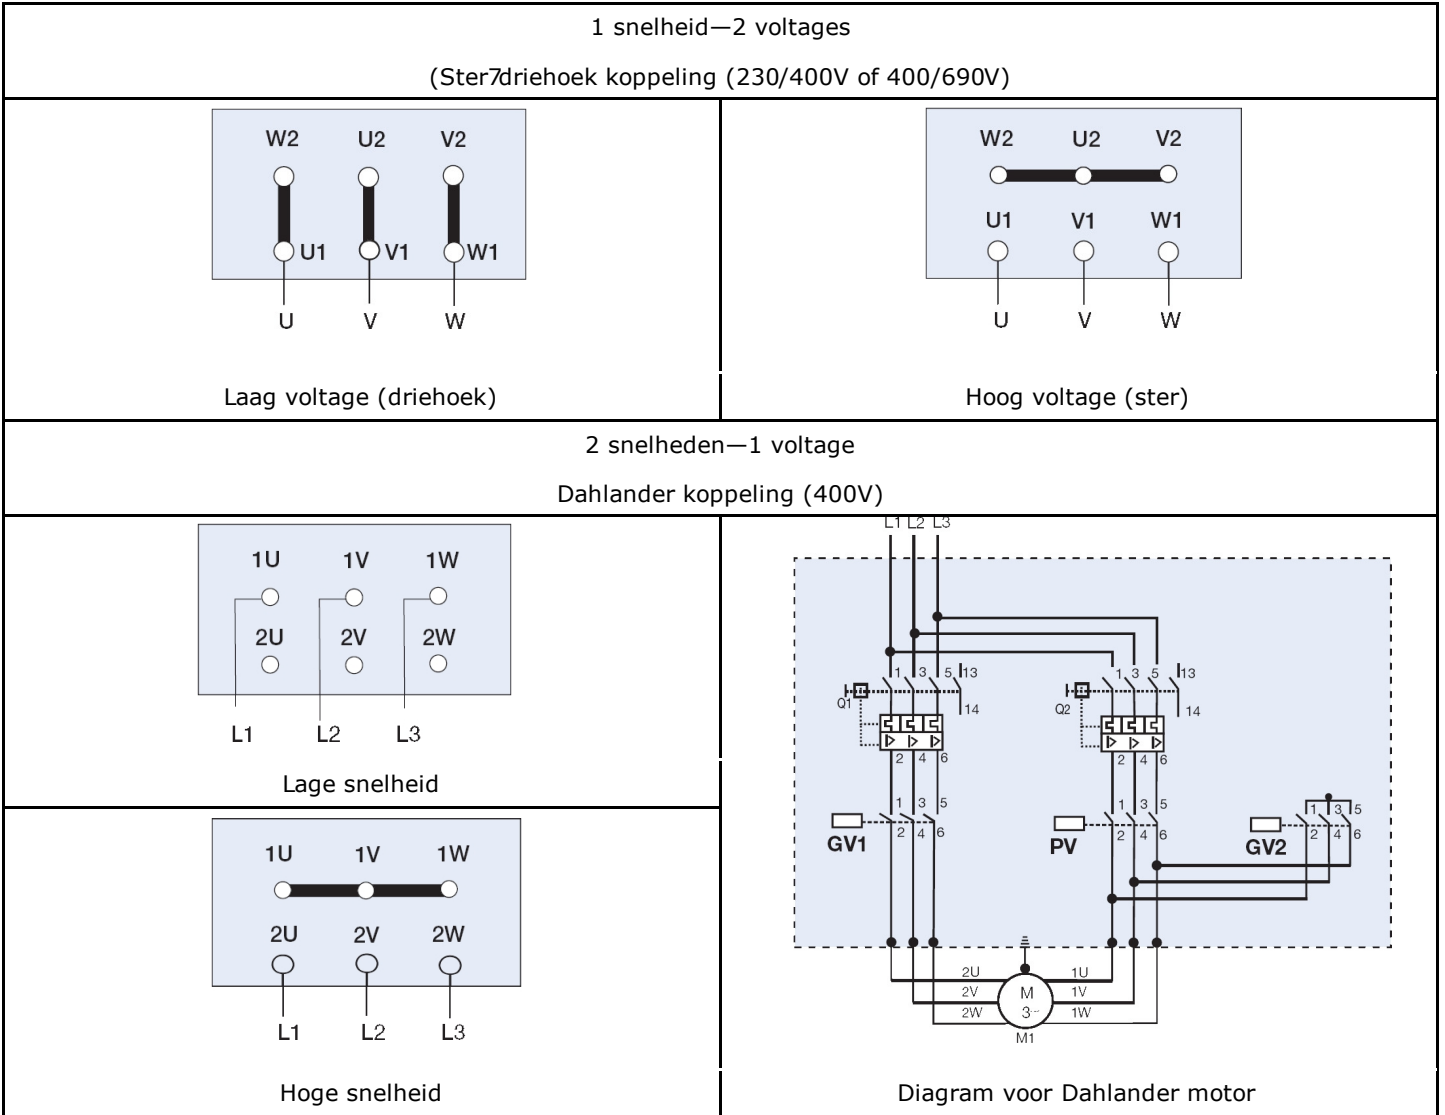 1 snelheid—2 voltages
(Ster7driehoek koppeling (230/400V of 400/690V)
W2 U2 V2
U1 V1 W1
U V W
Laag voltage (driehoek)
W2 U2 V2
U1 V1 W1
U V W
Hoog voltage (ster)
2 snelheden—1 voltage
Dahlander koppeling (400V)
1U 1V 1W
2U 2V 2W
L1 L2 L3
Lage snelheid
1U 1V 1W
2U 2V 2W
L1 L2 L3
Hoge snelheid
L1 L2 L3
1 3 5 13
1 3 5 13
Q1 14
Q2 14
2 4 6
2 4 6
1 3 5
1 3 5
1 3 5
GV1 2 4 6
PV 2 4 6
GV2 2 4 6
2U 1U
2V M 1V
2W 3~ 1W
M1
Diagram voor Dahlander motor